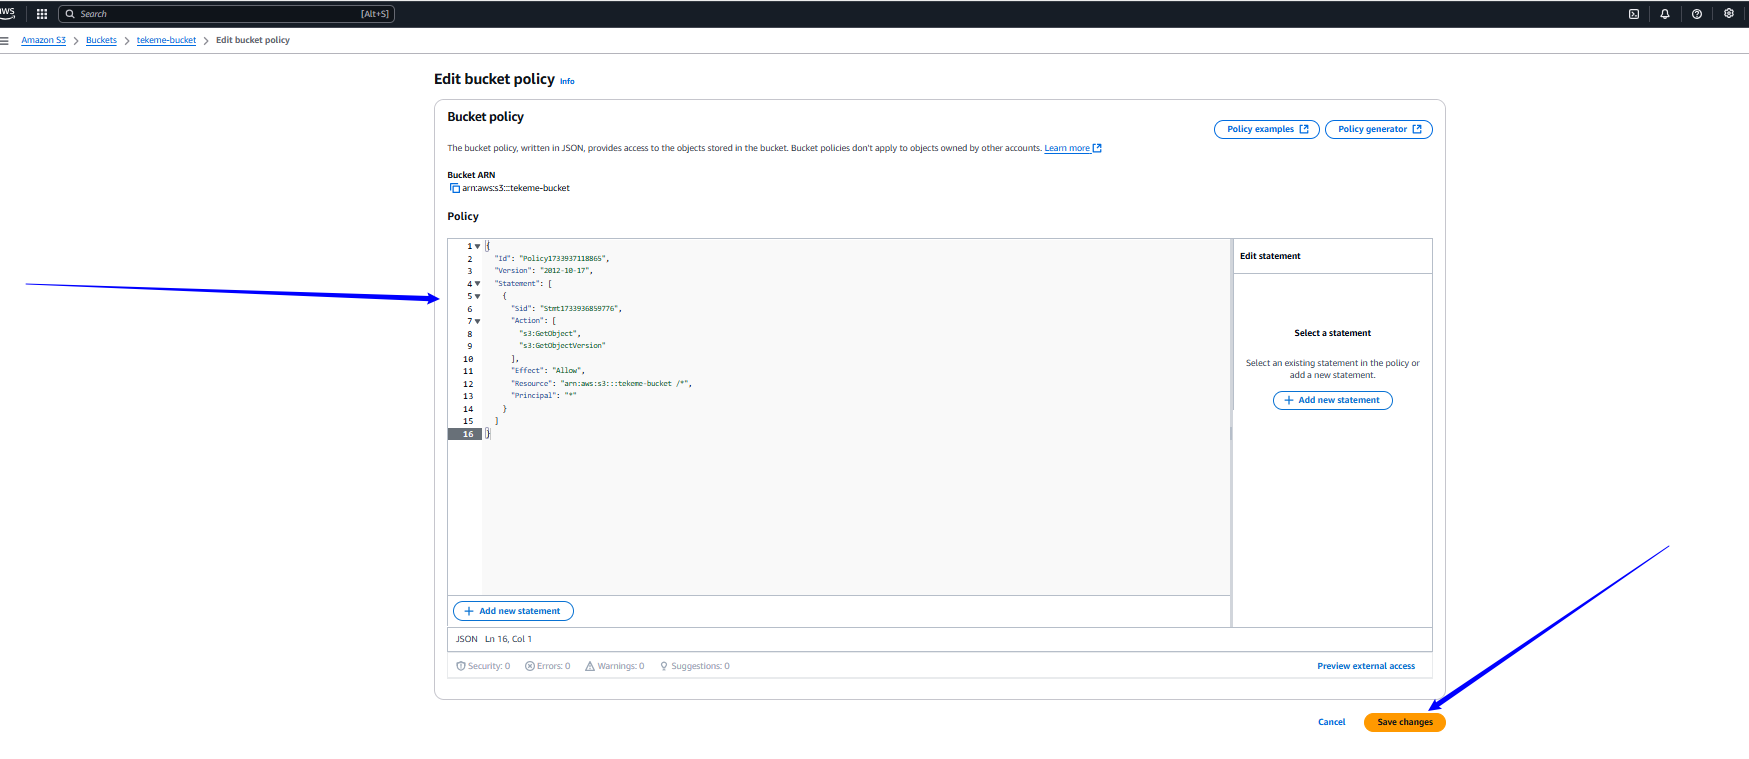 aws Search [Alt+S]
Amazon S3 > Buckets > tekeme-bucket > Edit bucket policy
Edit bucket policy Info
Bucket policy
Policy examples
Policy generator
The bucket policy, written in JSON, provides access to the objects stored in the bucket. Bucket policies don't apply to objects owned by other accounts. Learn more
Bucket ARN
arn:aws:s3:::tekeme-bucket
Policy
1 {
2 "Id": "Policy1733937118865",
3 "Version": "2012-10-17",
4 "Statement": [
5 {
6 "Sid": "Stmt1733936859776",
7 "Action": [
8 "s3:GetObject",
9 "s3:GetObjectVersion"
10 ],
11 "Effect": "Allow",
12 "Resource": "arn:aws:s3:::tekeme-bucket /*",
13 "Principal": "*"
14 }
15 ]
16 }
Edit statement
Select a statement
Select an existing statement in the policy or
add a new statement.
+ Add new statement
+ Add new statement
JSON Ln 16, Col 1
Security: 0 Errors: 0 Warnings: 0 Suggestions: 0
Preview external access
Cancel
Save changes